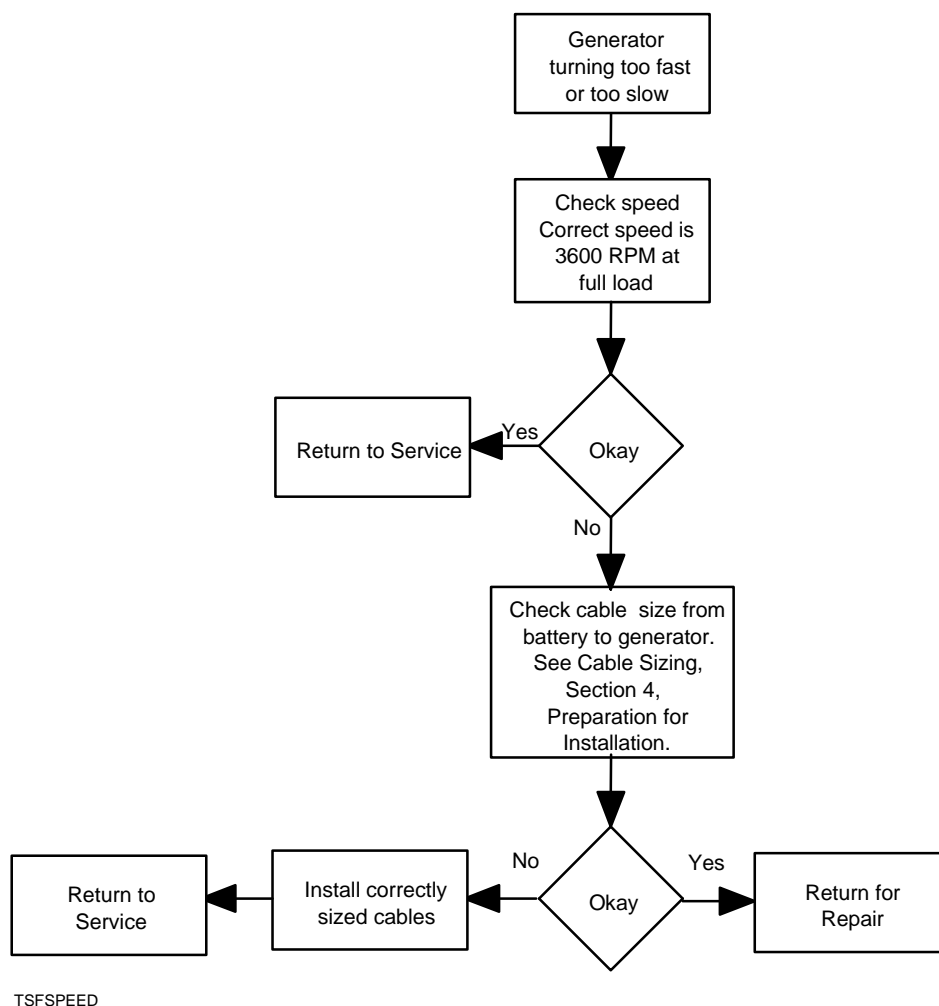 Generator
turning too fast
or too slow
Check speed
Correct speed is
3600 RPM at
full load
Return to Service
Yes
Okay
No
Check cable size from
battery to generator.
See Cable Sizing,
Section 4,
Preparation for
Installation.
Return to
Service
Install correctly
sized cables
No
Okay
Yes
Return for
Repair
TSFSPEED